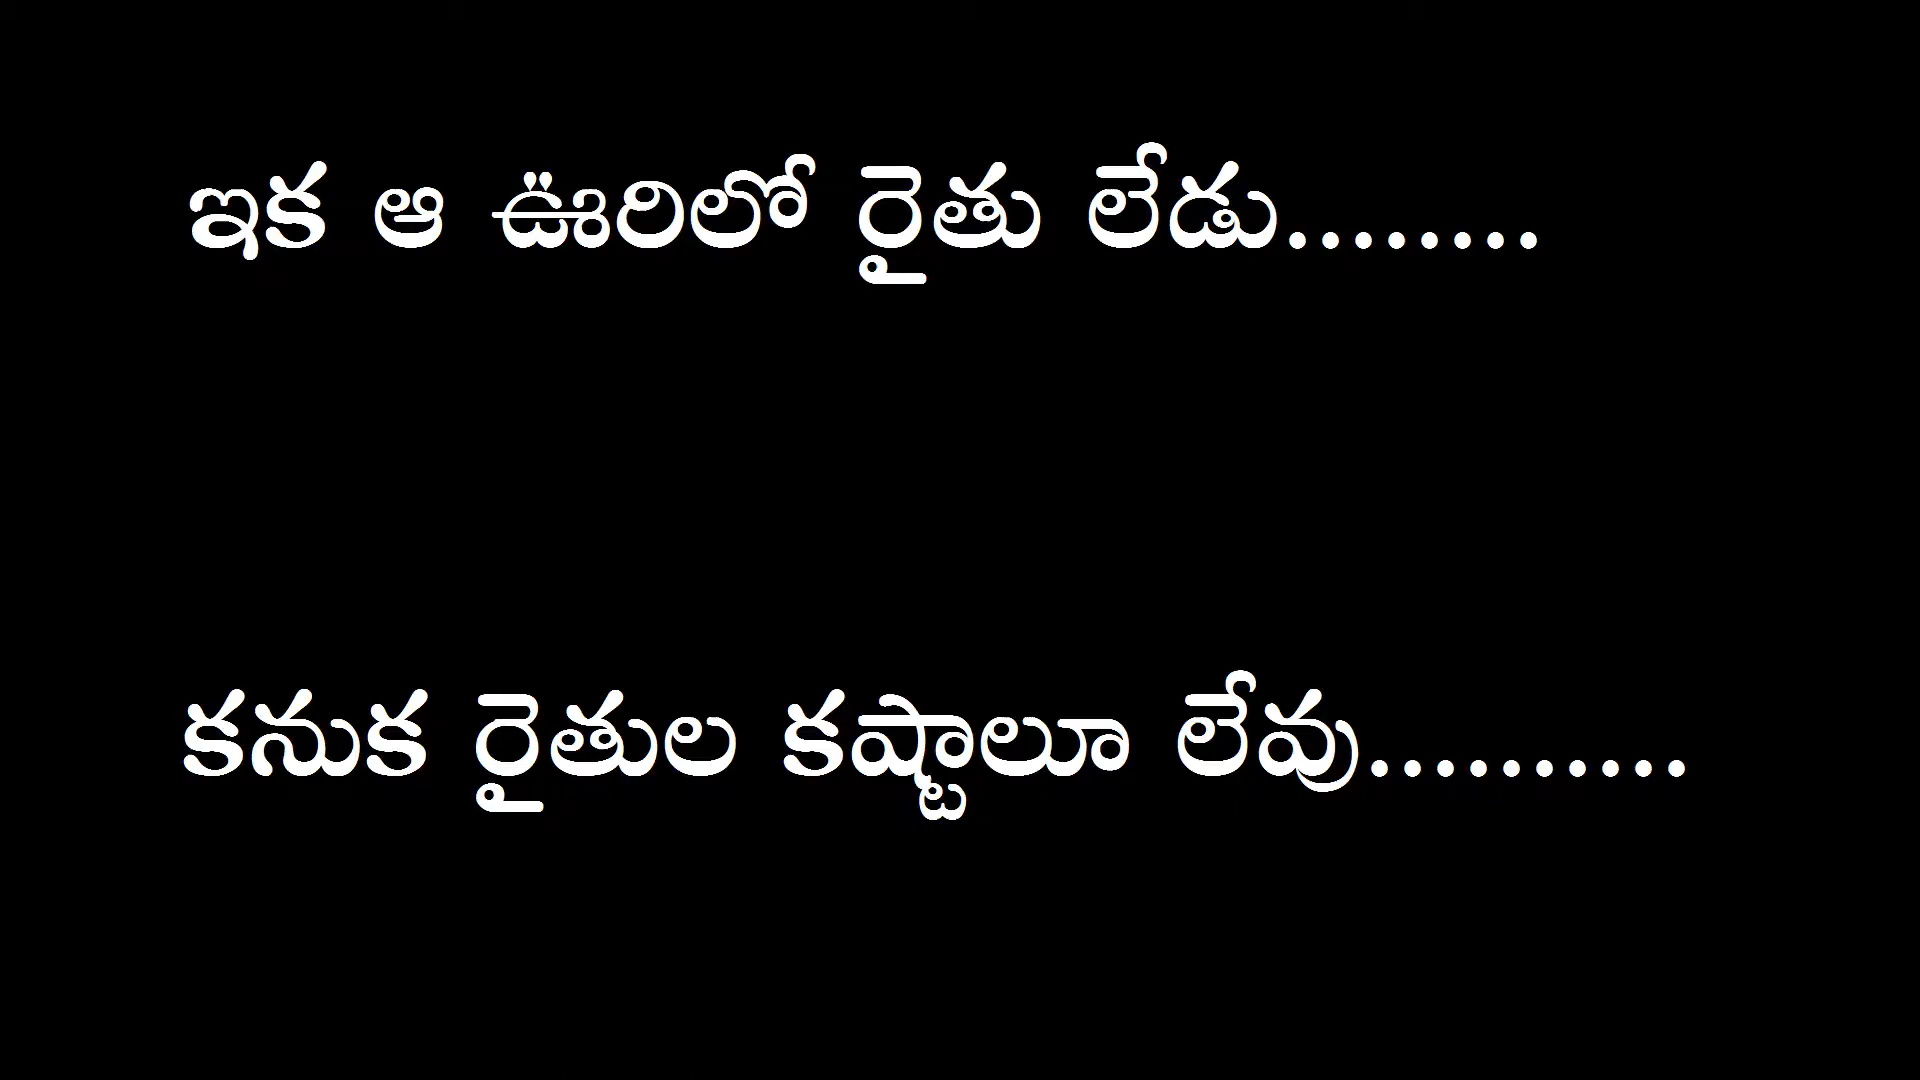 ఇక ఆ ఊరిలో రైతు లేడు........
కనుక రైతుల కష్టాలూ లేవు..........